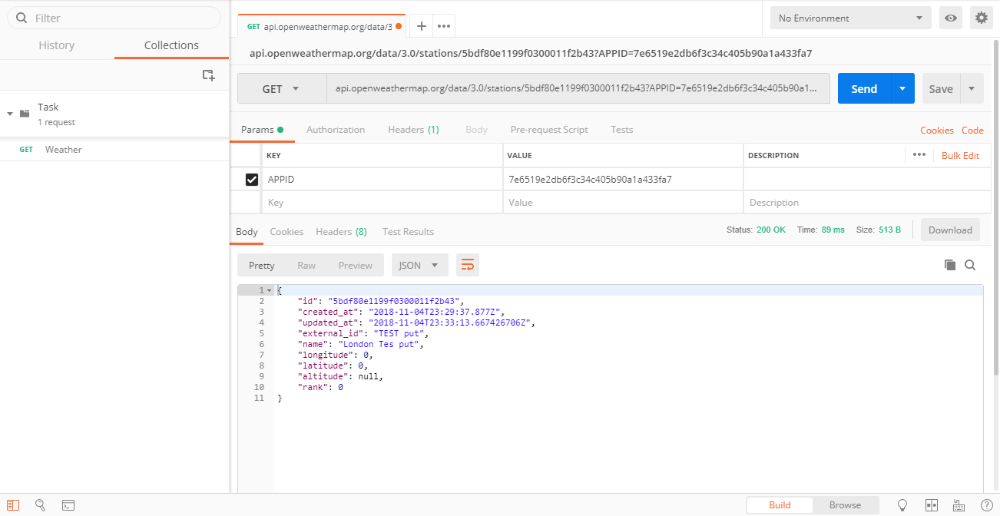 Filter
History Collections
Task
1 request
GET Weather
GET api.openweathermap.org/data/3
No Environment
api.openweathermap.org/data/3.0/stations/5bdf80e1199f0300011f2b43?APPID=7e6519e2db6f3c34c405b90a1a433fa7
GET api.openweathermap.org/data/3.0/stations/5bdf80e1199f0300011f2b43?APPID=7e6519e2db6f3c34c405b90a1... Send Save
Params Authorization Headers (1) Body Pre-request Script Tests Cookies Code
KEY VALUE DESCRIPTION ••• Bulk Edit
APPID 7e6519e2db6f3c34c405b90a1a433fa7
Key Value Description
Body Cookies Headers (8) Test Results Status: 200 OK Time: 89 ms Size: 513 B Download
Pretty Raw Preview JSON
1 {
2 "id": "5bdf80e1199f0300011f2b43",
3 "created_at": "2018-11-04T23:29:37.877Z",
4 "updated_at": "2018-11-04T23:33:13.667426706Z",
5 "external_id": "TEST put",
6 "name": "London Tes put",
7 "longitude": 0,
8 "latitude": 0,
9 "altitude": null,
10 "rank": 0
11 }
Build Browse